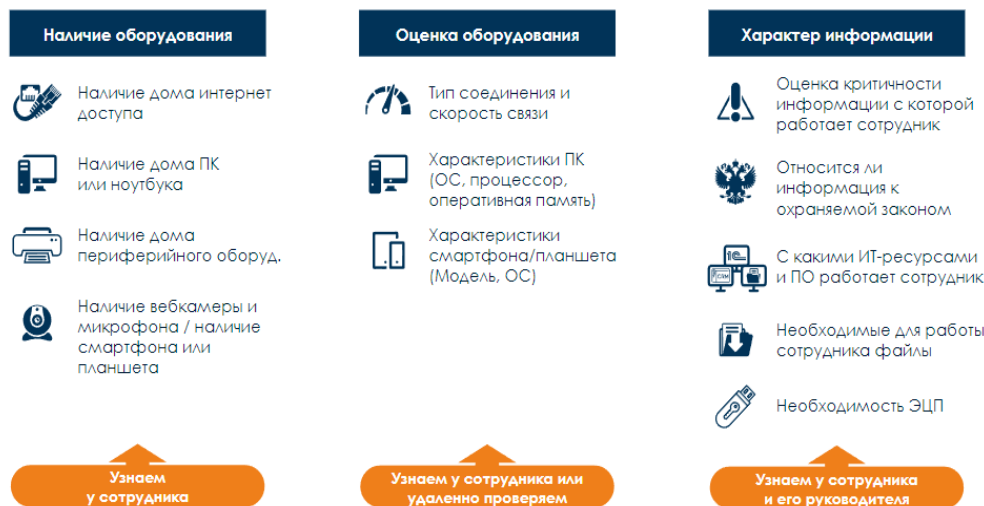 Наличие оборудования
Наличие дома интернет
доступа
Наличие дома ПК
или ноутбука
Наличие дома
периферийного оборуд.
Наличие вебкамеры и
микрофона / наличие
смартфона или
планшета
Узнаем
у сотрудника
Оценка оборудования
Тип соединения и
скорость связи
Характеристики ПК
(ОС, процессор,
оперативная память)
Характеристики
смартфона/планшета
(Модель, ОС)
Узнаем у сотрудника или
удаленно проверяем
Характер информации
Оценка критичности
информации с которой
работает сотрудник
Относится ли
информация к
охраняемой законом
1С
CRM
С какими ИТ-ресурсами
и ПО работает сотрудник
Необходимые для работы
сотрудника файлы
Необходимость ЭЦП
Узнаем у сотрудника
и его руководителя